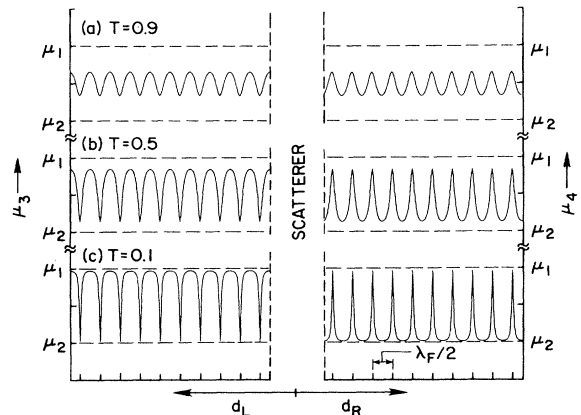 (a) T=0.9
μ1
μ1
μ2
μ2
(b) T=0.5
μ1
μ1
μ3
SCATTERER
μ4
μ2
μ2
(c) T=0.1
μ1
μ1
μ2
μ2
λF/2
dL
dR